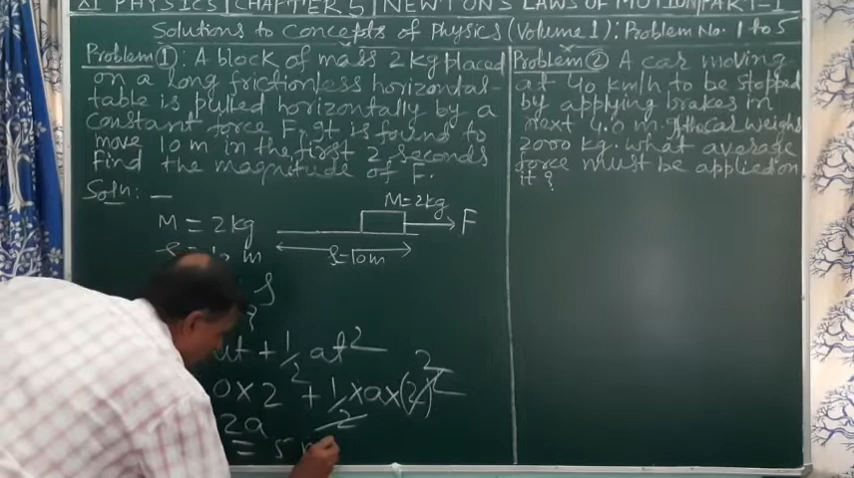 XI PHYSICS | CHAPTER 5 | NEWTON'S LAWS OF MOTION PART-1
Solutions to Concepts of Physics (Volume 1): Problem No. 1 to 5
Problem ①: A block of mass 2 kg placed
on a long frictionless horizontal
table is pulled horizontally by a
constant force F. It is found to
move 10 m in the first 2 seconds
Find the magnitude of F.
Soln: —
M = 2 kg
M = 2 kg
F
S = 10 m
S
?
ut + 1/2 at²
0 × 2 + 1/2 × a × (2)²
2a
5
Problem ② A car moving
at 40 km/h to be stopped
by applying brakes in
next 4.0 m. If the car weighs
2000 kg. what average
force must be applied on
it ?